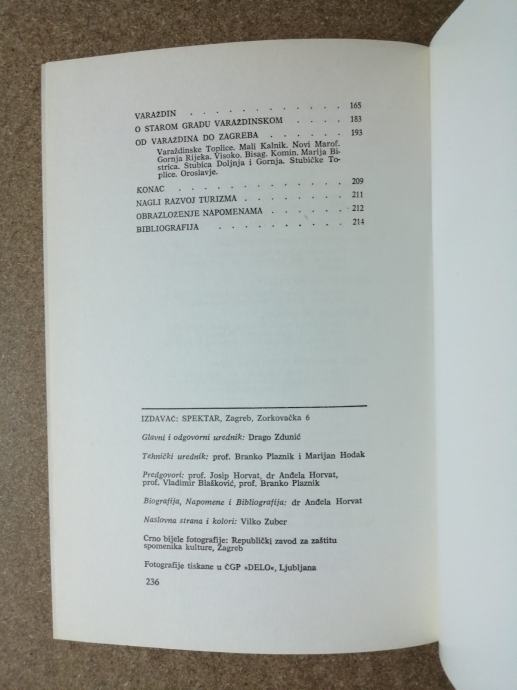 VARAŽDIN . . . . . . . . . . . 165
O STAROM GRADU VARAŽDINSKOM . . . . 183
OD VARAŽDINA DO ZAGREBA . . . . . . 193
Varaždinske Toplice. Mali Kalnik. Novi Marof.
Gornja Rijeka. Visoko. Bisag. Komin. Marija Bi-
strica. Stubica Doljnja i Gornja. Stubičke To-
plice. Oroslavje.
KONAC . . . . . . . . . . . . 209
NAGLI RAZVOJ TURIZMA . . . . . . . 211
OBRAZLOŽENJE NAPOMENAMA . . . . . . 212
BIBLIOGRAFIJA . . . . . . . . . 214
IZDAVAČ: SPEKTAR, Zagreb, Zorkovačka 6
Glavni i odgovorni urednik: Drago Zdunić
Tehnički urednik: prof. Branko Plaznik i Marijan Hodak
Predgovori: prof. Josip Horvat, dr Anđela Horvat,
prof. Vladimir Blašković, prof. Branko Plaznik
Biografija, Napomene i Bibliografija: dr Anđela Horvat
Naslovna strana i kolori: Vilko Zuber
Crno bijele fotografije: Republički zavod za zaštitu
spomenika kulture, Zagreb
Fotografije tiskane u ČGP »DELO«, Ljubljana
236